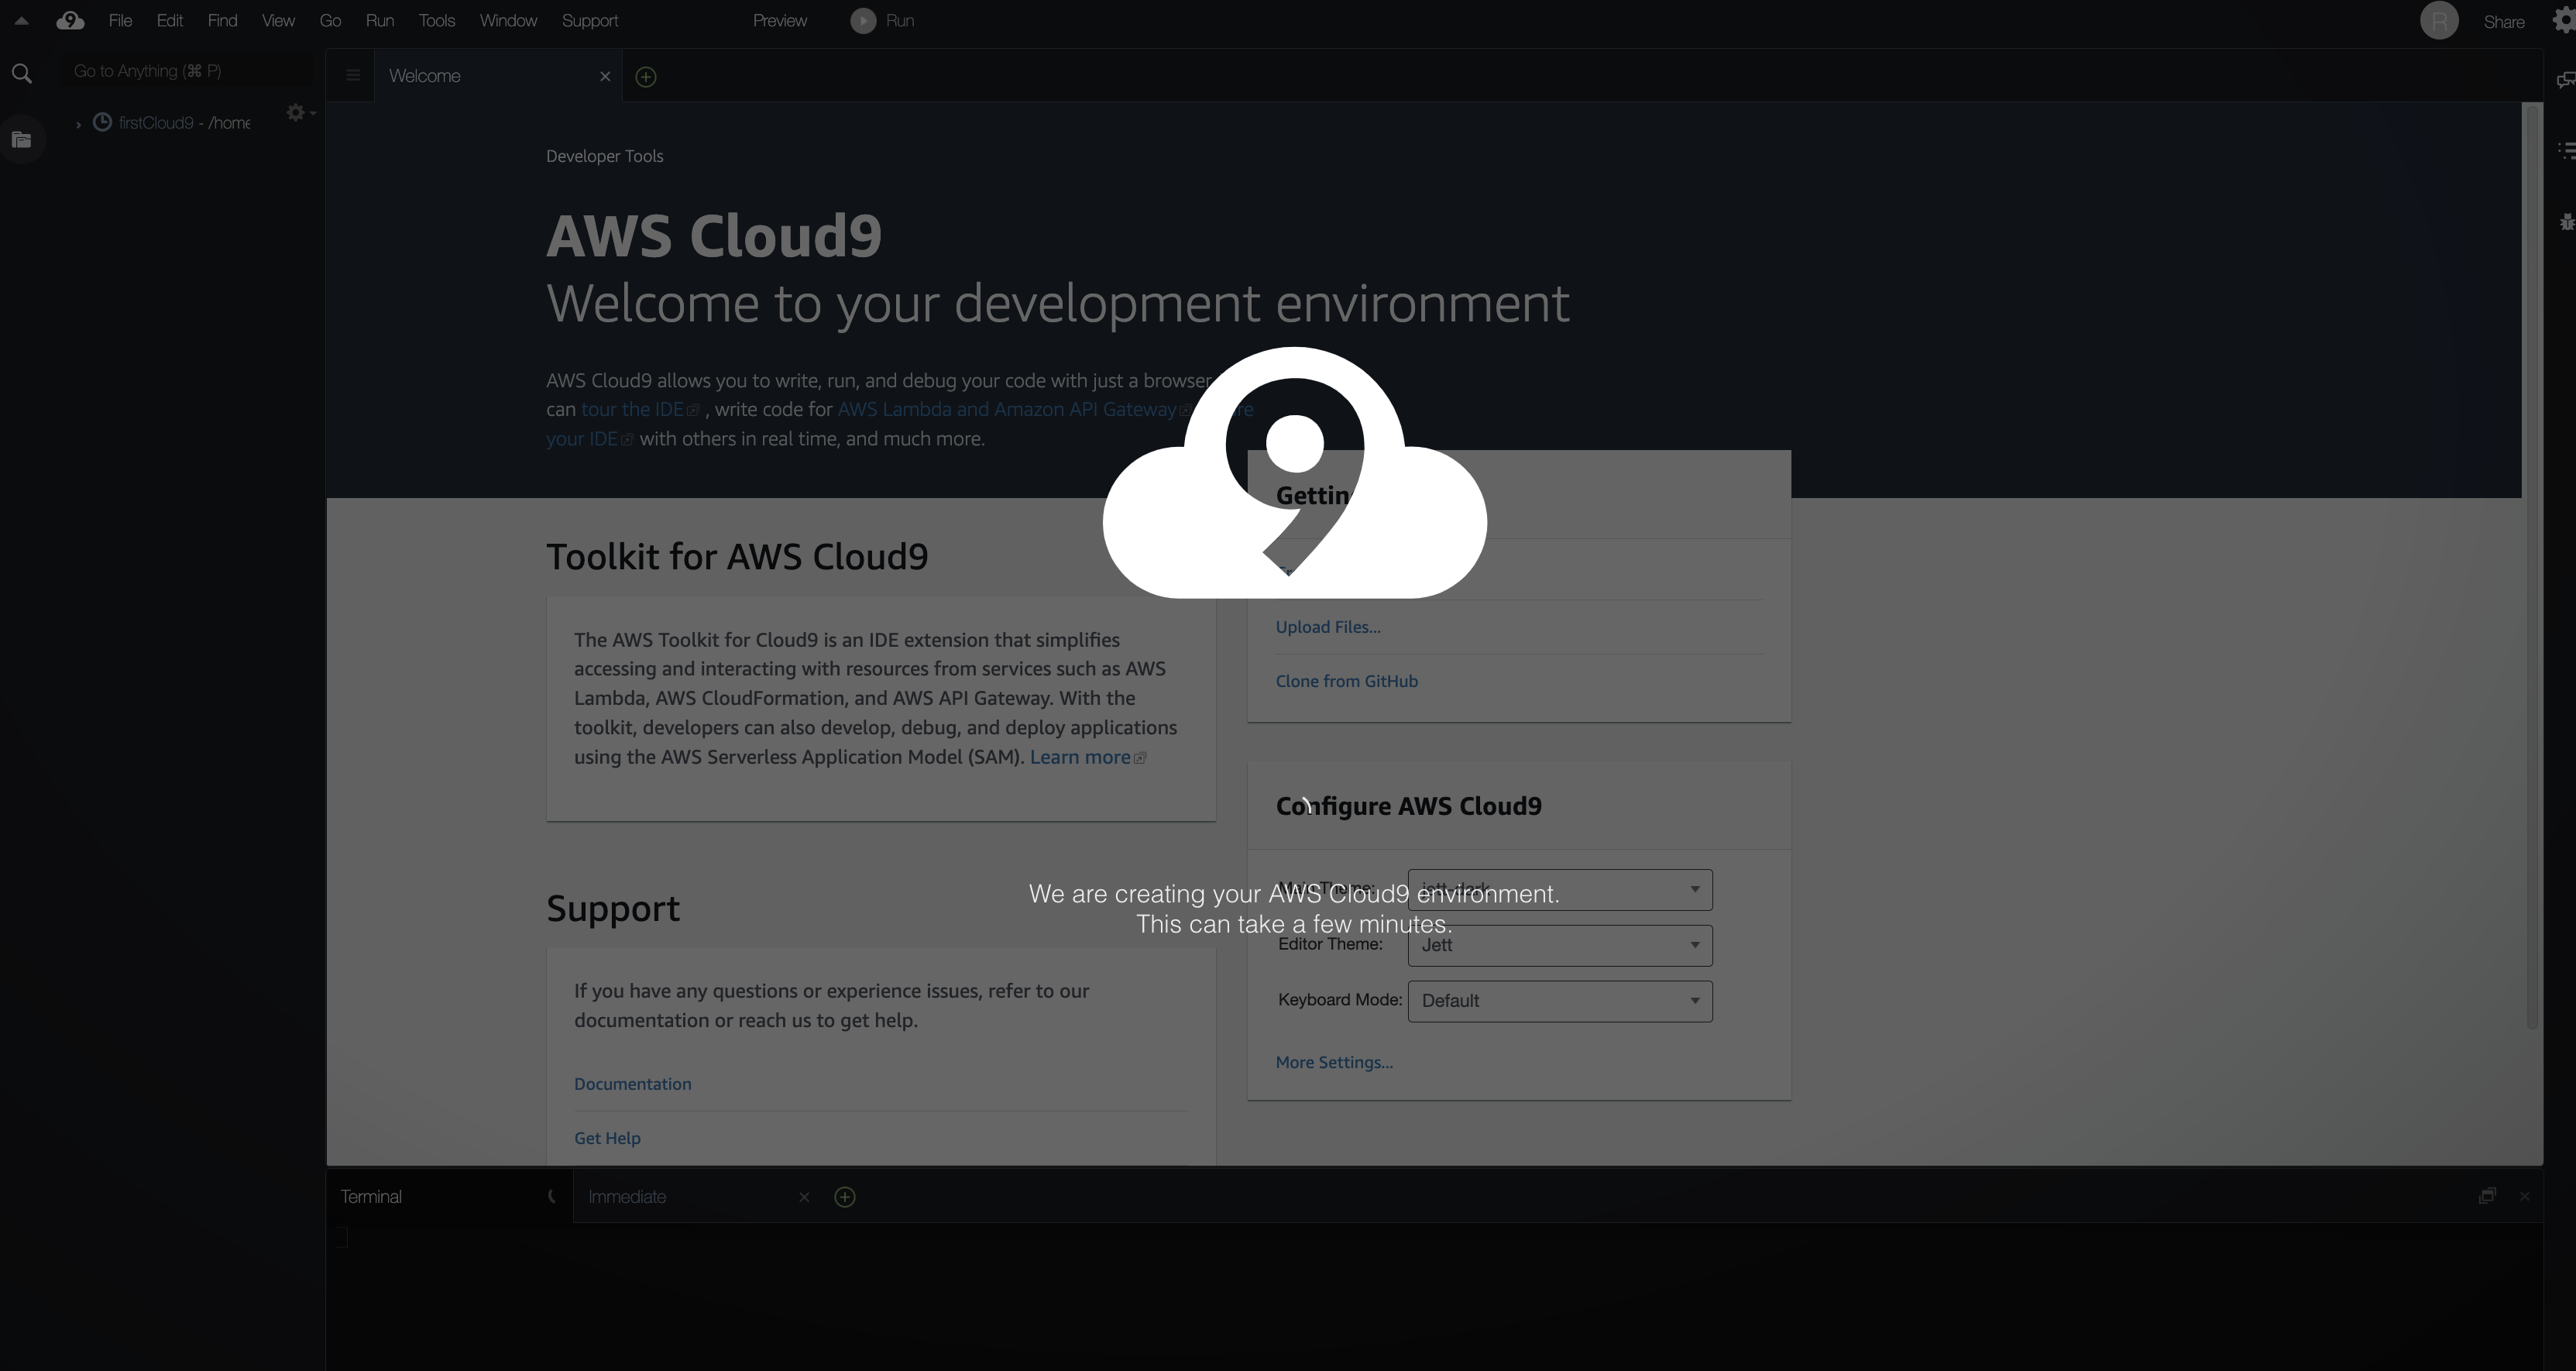 File Edit Find View Go Run Tools Window Support Preview Run R Share
Go to Anything (⌘ P)
firstCloud9 - /home
Welcome
Developer Tools
AWS Cloud9
Welcome to your development environment
AWS Cloud9 allows you to write, run, and debug your code with just a browser
can tour the IDE , write code for AWS Lambda and Amazon API Gateway
your IDE with others in real time, and much more.
Toolkit for AWS Cloud9
The AWS Toolkit for Cloud9 is an IDE extension that simplifies
accessing and interacting with resources from services such as AWS
Lambda, AWS CloudFormation, and AWS API Gateway. With the
toolkit, developers can also develop, debug, and deploy applications
using the AWS Serverless Application Model (SAM). Learn more
Support
If you have any questions or experience issues, refer to our
documentation or reach us to get help.
Documentation
Get Help
9
Upload Files...
Clone from GitHub
Configure AWS Cloud9
We are creating your AWS Cloud9 environment.
This can take a few minutes.
Main Theme: jett-dark
Editor Theme: Jett
Keyboard Mode: Default
More Settings...
Terminal Immediate